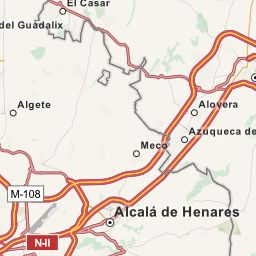 El Casar
del Guadalix
Algete
Alovera
Azuqueca de
Meco
M-108
Alcalá de Henares
N-II